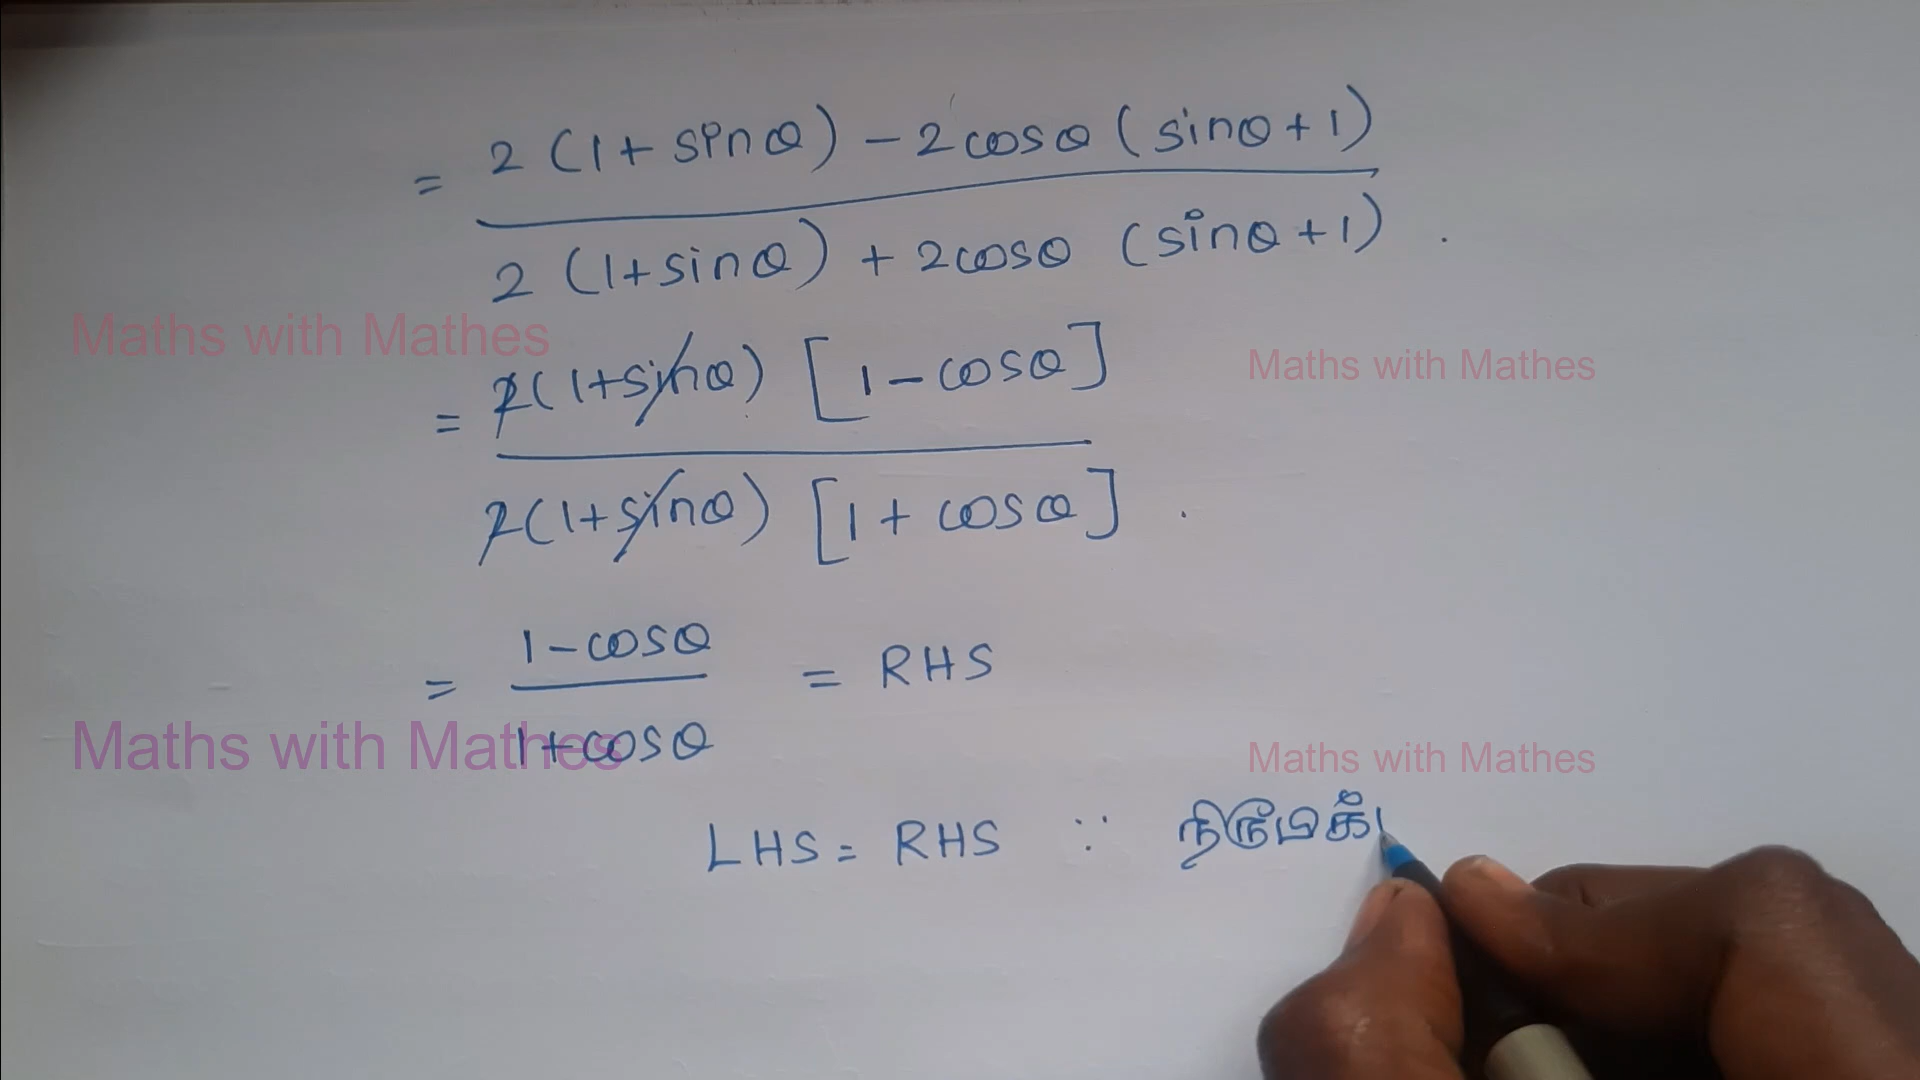 = 2 (1 + sinθ) - 2cosθ (sinθ + 1)
2 (1 + sinθ) + 2cosθ (sinθ + 1) .
Maths with Mathes
Maths with Mathes
= 2(1+sinθ) [1 - cosθ]
2(1+sinθ) [1 + cosθ] .
= 1 - cosθ = RHS
1 + cosθ
Maths with Mathes
Maths with Mathes
LHS = RHS ∵